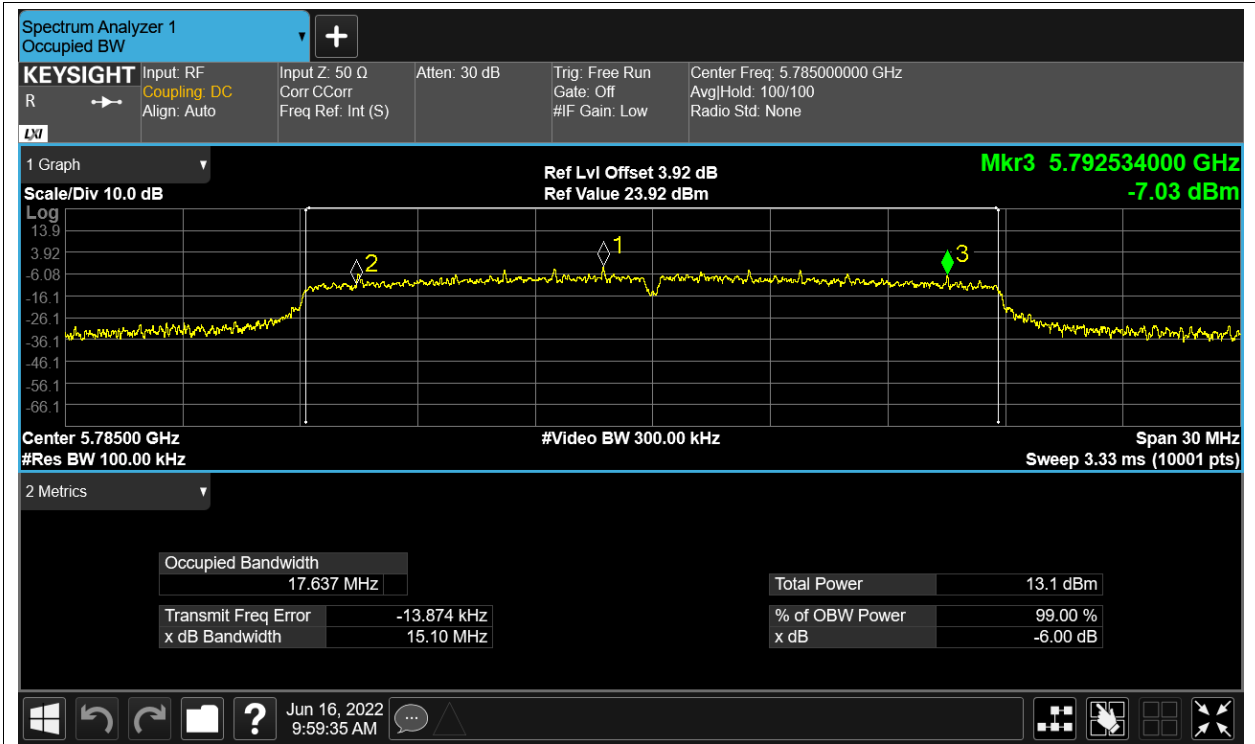 Spectrum Analyzer 1
Occupied BW
KEYSIGHT
R
LXI
Input: RF
Coupling: DC
Align: Auto
Input Z: 50 Ω
Corr CCorr
Freq Ref: Int (S)
Atten: 30 dB
Trig: Free Run
Gate: Off
#IF Gain: Low
Center Freq: 5.785000000 GHz
Avg|Hold: 100/100
Radio Std: None
1 Graph
Scale/Div 10.0 dB
Ref Lvl Offset 3.92 dB
Ref Value 23.92 dBm
Mkr3 5.792534000 GHz
-7.03 dBm
Log
13.9
3.92
-6.08
-16.1
-26.1
-36.1
-46.1
-56.1
-66.1
2
1
3
Center 5.78500 GHz
#Res BW 100.00 kHz
#Video BW 300.00 kHz
Span 30 MHz
Sweep 3.33 ms (10001 pts)
2 Metrics
Occupied Bandwidth
17.637 MHz
Transmit Freq Error -13.874 kHz
x dB Bandwidth 15.10 MHz
Total Power 13.1 dBm
% of OBW Power 99.00 %
x dB -6.00 dB
?
Jun 16, 2022
9:59:35 AM